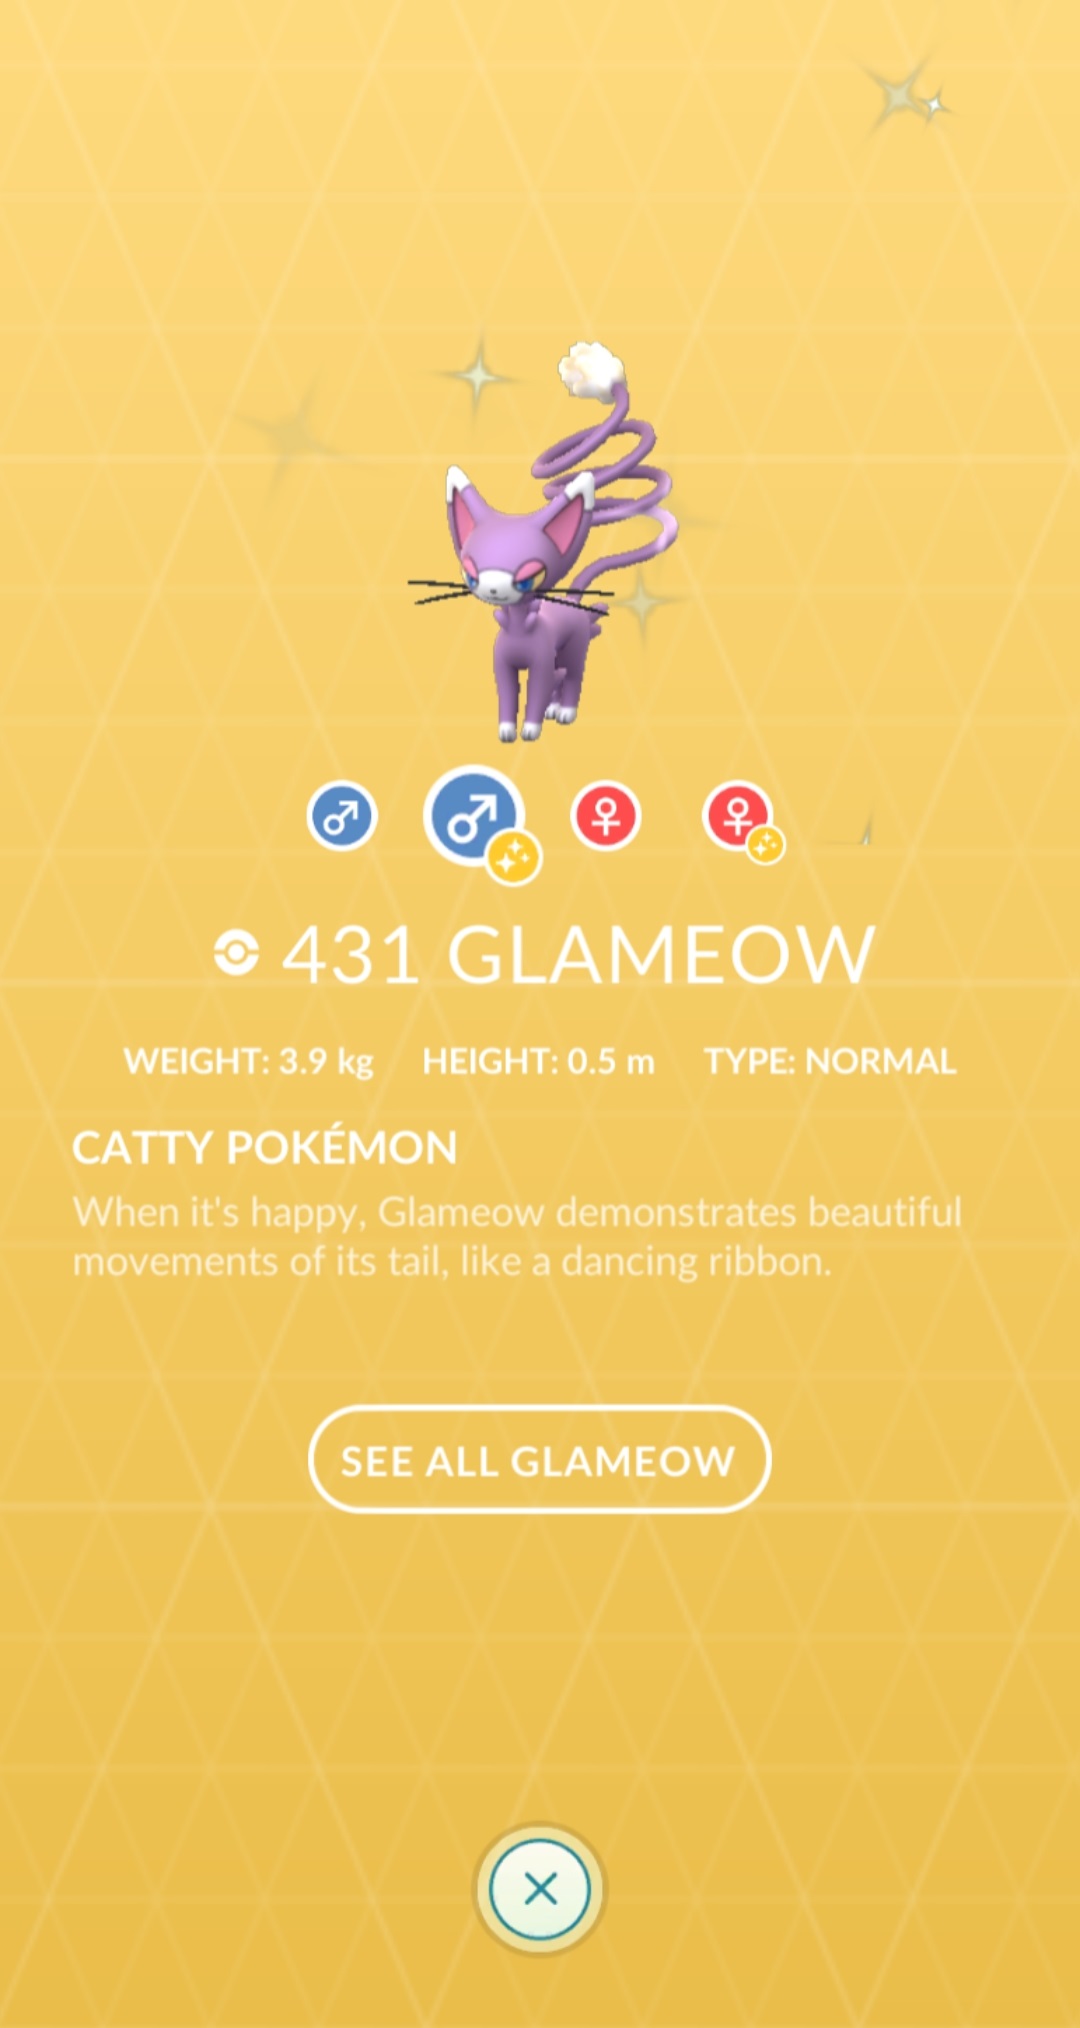 431 GLAMEOW
WEIGHT: 3.9 kg HEIGHT: 0.5 m TYPE: NORMAL
CATTY POKÉMON
When it's happy, Glameow demonstrates beautiful
movements of its tail, like a dancing ribbon.
SEE ALL GLAMEOW